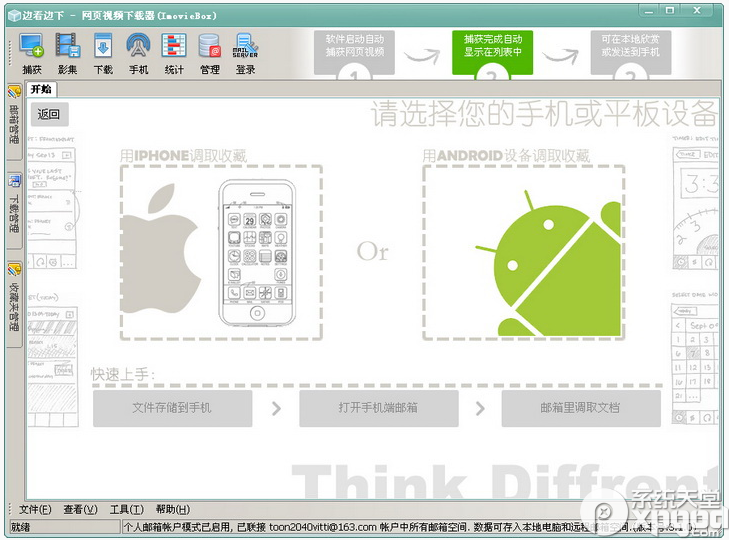 边看边下 - 网页视频下载器(ImovieBox)
捕获 影集 下载 手机 统计 管理 登录
MAIL SERVER
软件启动自动
捕获网页视频
1
捕获完成自动
显示在列表中
2
可在本地欣赏
或发送到手机
3
开始
邮箱管理
下载管理
收藏夹管理
返回
请选择您的手机或平板设备
用IPHONE调取收藏
用ANDROID设备调取收藏
Or
快速上手:
文件存储到手机
打开手机端邮箱
邮箱里调取文档
Think Diffrent
文件(F) 查看(V) 工具(T) 帮助(H)
就绪
个人邮箱帐户模式已启用, 已联接 toon2040vitti@163.com 帐户中所有邮箱空间. 数据可存入本地电脑和远程邮箱空间.
系统天堂
xpgod
.com